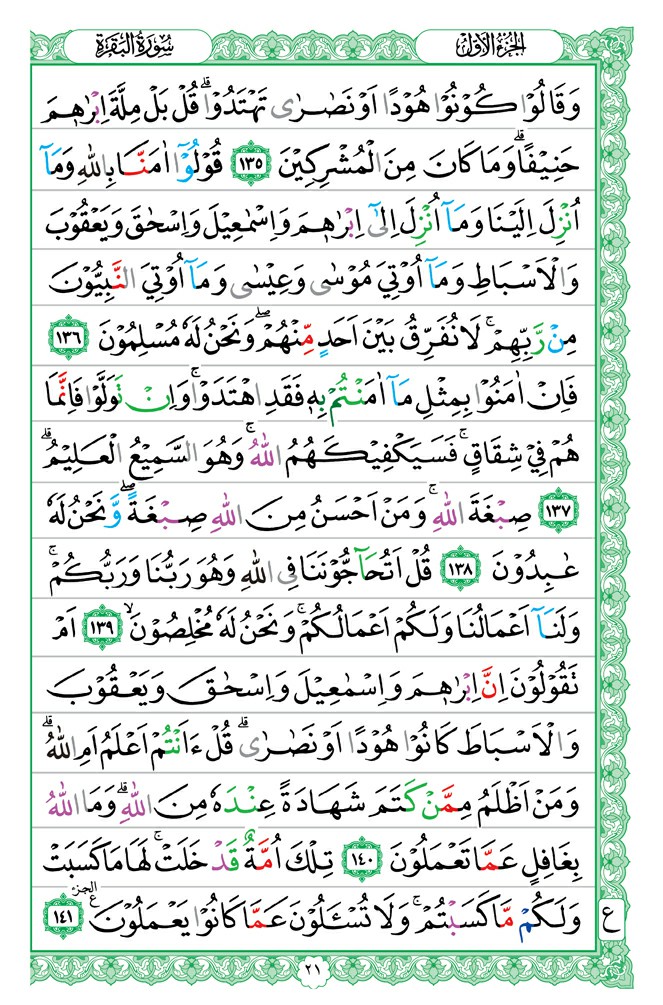 الجزء الاول
سورة البقرة
وَقَالُوْا كُوْنُوْا هُوْدًا اَوْ نَصٰرٰى تَهْتَدُوْاؕ قُلْ بَلْ مِلَّةَ اِبْرٰهٖمَ
حَنِيْفًاؕ وَمَا كَانَ مِنَ الْمُشْرِكِيْنَ ١٣٥ قُوْلُوْٓا اٰمَنَّا بِاللّٰهِ وَمَآ
اُنْزِلَ اِلَيْنَا وَمَآ اُنْزِلَ اِلٰٓى اِبْرٰهٖمَ وَاِسْمٰعِيْلَ وَاِسْحٰقَ وَيَعْقُوْبَ
وَالْاَسْبَاطِ وَمَآ اُوْتِيَ مُوْسٰى وَعِيْسٰى وَمَآ اُوْتِيَ النَّبِيُّوْنَ
مِنْ رَّبِّهِمْۚ لَا نُفَرِّقُ بَيْنَ اَحَدٍ مِّنْهُمْۖ وَنَحْنُ لَهٗ مُسْلِمُوْنَ ١٣٦
فَاِنْ اٰمَنُوْا بِمِثْلِ مَآ اٰمَنْتُمْ بِهٖ فَقَدِ اهْتَدَوْاۚ وَاِنْ تَوَلَّوْا فَاِنَّمَا
هُمْ فِيْ شِقَاقٍۚ فَسَيَكْفِيْكَهُمُ اللّٰهُۚ وَهُوَ السَّمِيْعُ الْعَلِيْمُؕ
١٣٧ صِبْغَةَ اللّٰهِۚ وَمَنْ اَحْسَنُ مِنَ اللّٰهِ صِبْغَةًۖ وَّنَحْنُ لَهٗ
عٰبِدُوْنَ ١٣٨ قُلْ اَتُحَآجُّوْنَنَا فِى اللّٰهِ وَهُوَ رَبُّنَا وَرَبُّكُمْۚ
وَلَنَآ اَعْمَالُنَا وَلَكُمْ اَعْمَالُكُمْۚ وَنَحْنُ لَهٗ مُخْلِصُوْنَۙ ١٣٩ اَمْ
تَقُوْلُوْنَ اِنَّ اِبْرٰهٖمَ وَاِسْمٰعِيْلَ وَاِسْحٰقَ وَيَعْقُوْبَ
وَالْاَسْبَاطَ كَانُوْا هُوْدًا اَوْ نَصٰرٰىؕ قُلْ ءَاَنْتُمْ اَعْلَمُ اَمِ اللّٰهُؕ
وَمَنْ اَظْلَمُ مِمَّنْ كَتَمَ شَهَادَةً عِنْدَهٗ مِنَ اللّٰهِؕ وَمَا اللّٰهُ
بِغَافِلٍ عَمَّا تَعْمَلُوْنَ ١٤٠ تِلْكَ اُمَّةٌ قَدْ خَلَتْۚ لَهَا مَا كَسَبَتْ
وَلَكُمْ مَّا كَسَبْتُمْۚ وَلَا تُسْـَٔلُوْنَ عَمَّا كَانُوْا يَعْمَلُوْنَ ع الجزء ١٤١
ع
٢١